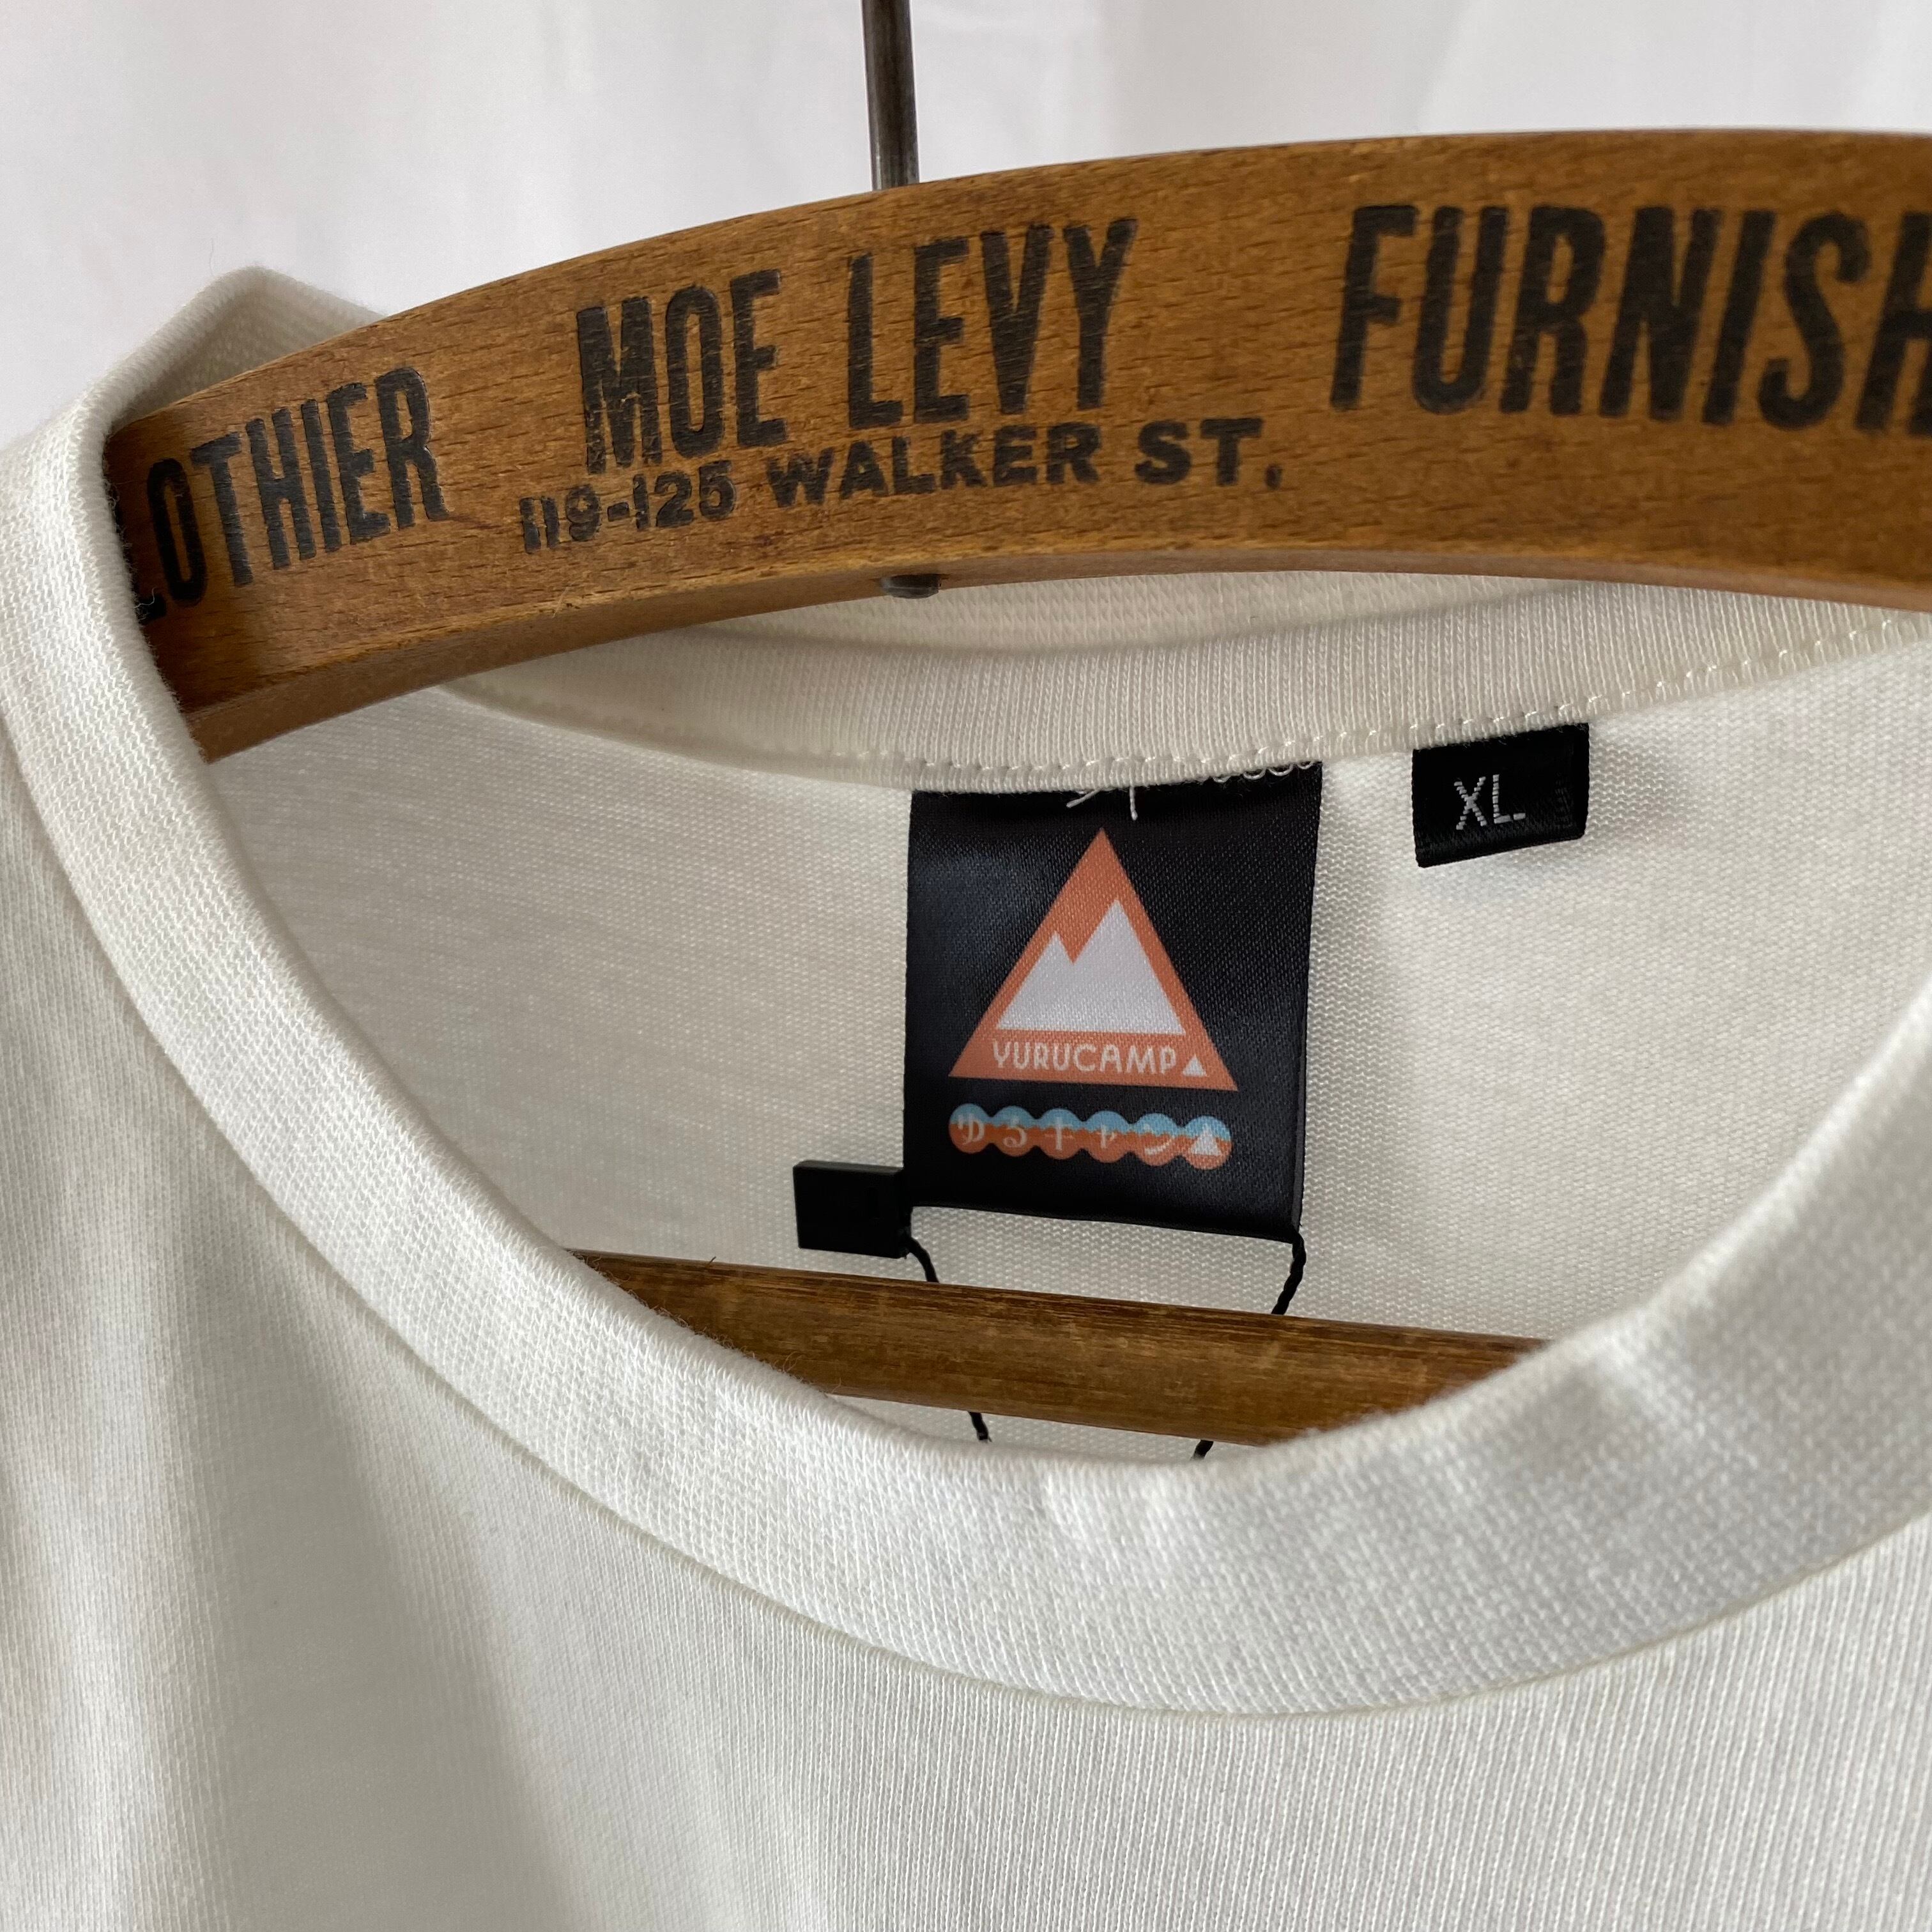 LOTHIER
MOE LEVY
119-125 WALKER ST.
FURNISH
XL
YURUCAMP▲
ゆるキャン▲